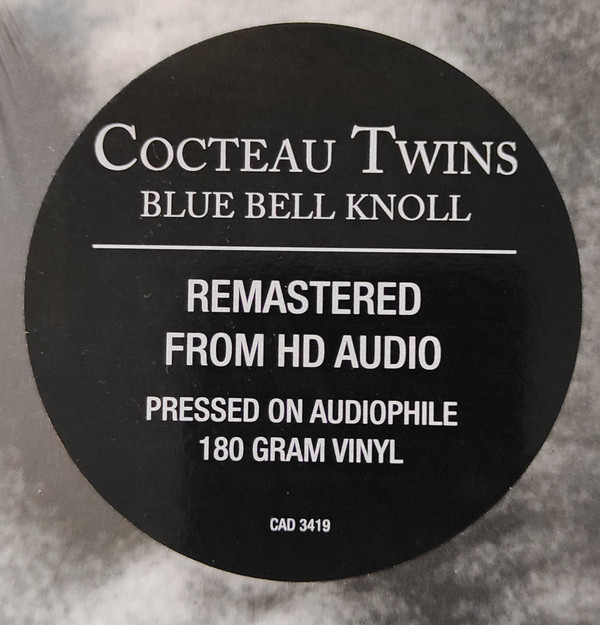 COCTEAU TWINS
BLUE BELL KNOLL
REMASTERED
FROM HD AUDIO
PRESSED ON AUDIOPHILE
180 GRAM VINYL
CAD 3419